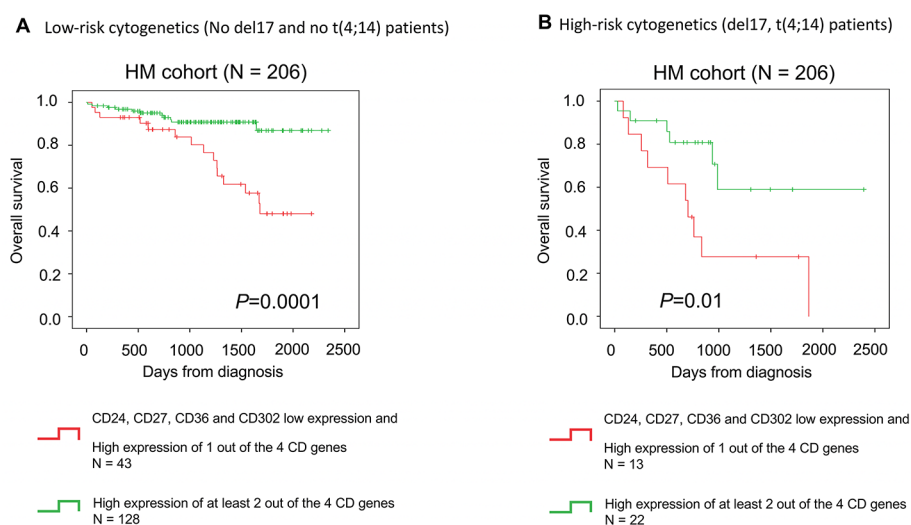 A Low-risk cytogenetics (No del17 and no t(4;14) patients)
HM cohort (N = 206)
Overall survival
1.0
0.8
0.6
0.4
0.2
0.0
P=0.0001
0 500 1000 1500 2000 2500
Days from diagnosis
CD24, CD27, CD36 and CD302 low expression and
High expression of 1 out of the 4 CD genes
N = 43
High expression of at least 2 out of the 4 CD genes
N = 128
B High-risk cytogenetics (del17, t(4;14) patients)
HM cohort (N = 206)
Overall survival
1.0
0.8
0.6
0.4
0.2
0.0
P=0.01
0 500 1000 1500 2000 2500
Days from diagnosis
CD24, CD27, CD36 and CD302 low expression and
High expression of 1 out of the 4 CD genes
N = 13
High expression of at least 2 out of the 4 CD genes
N = 22